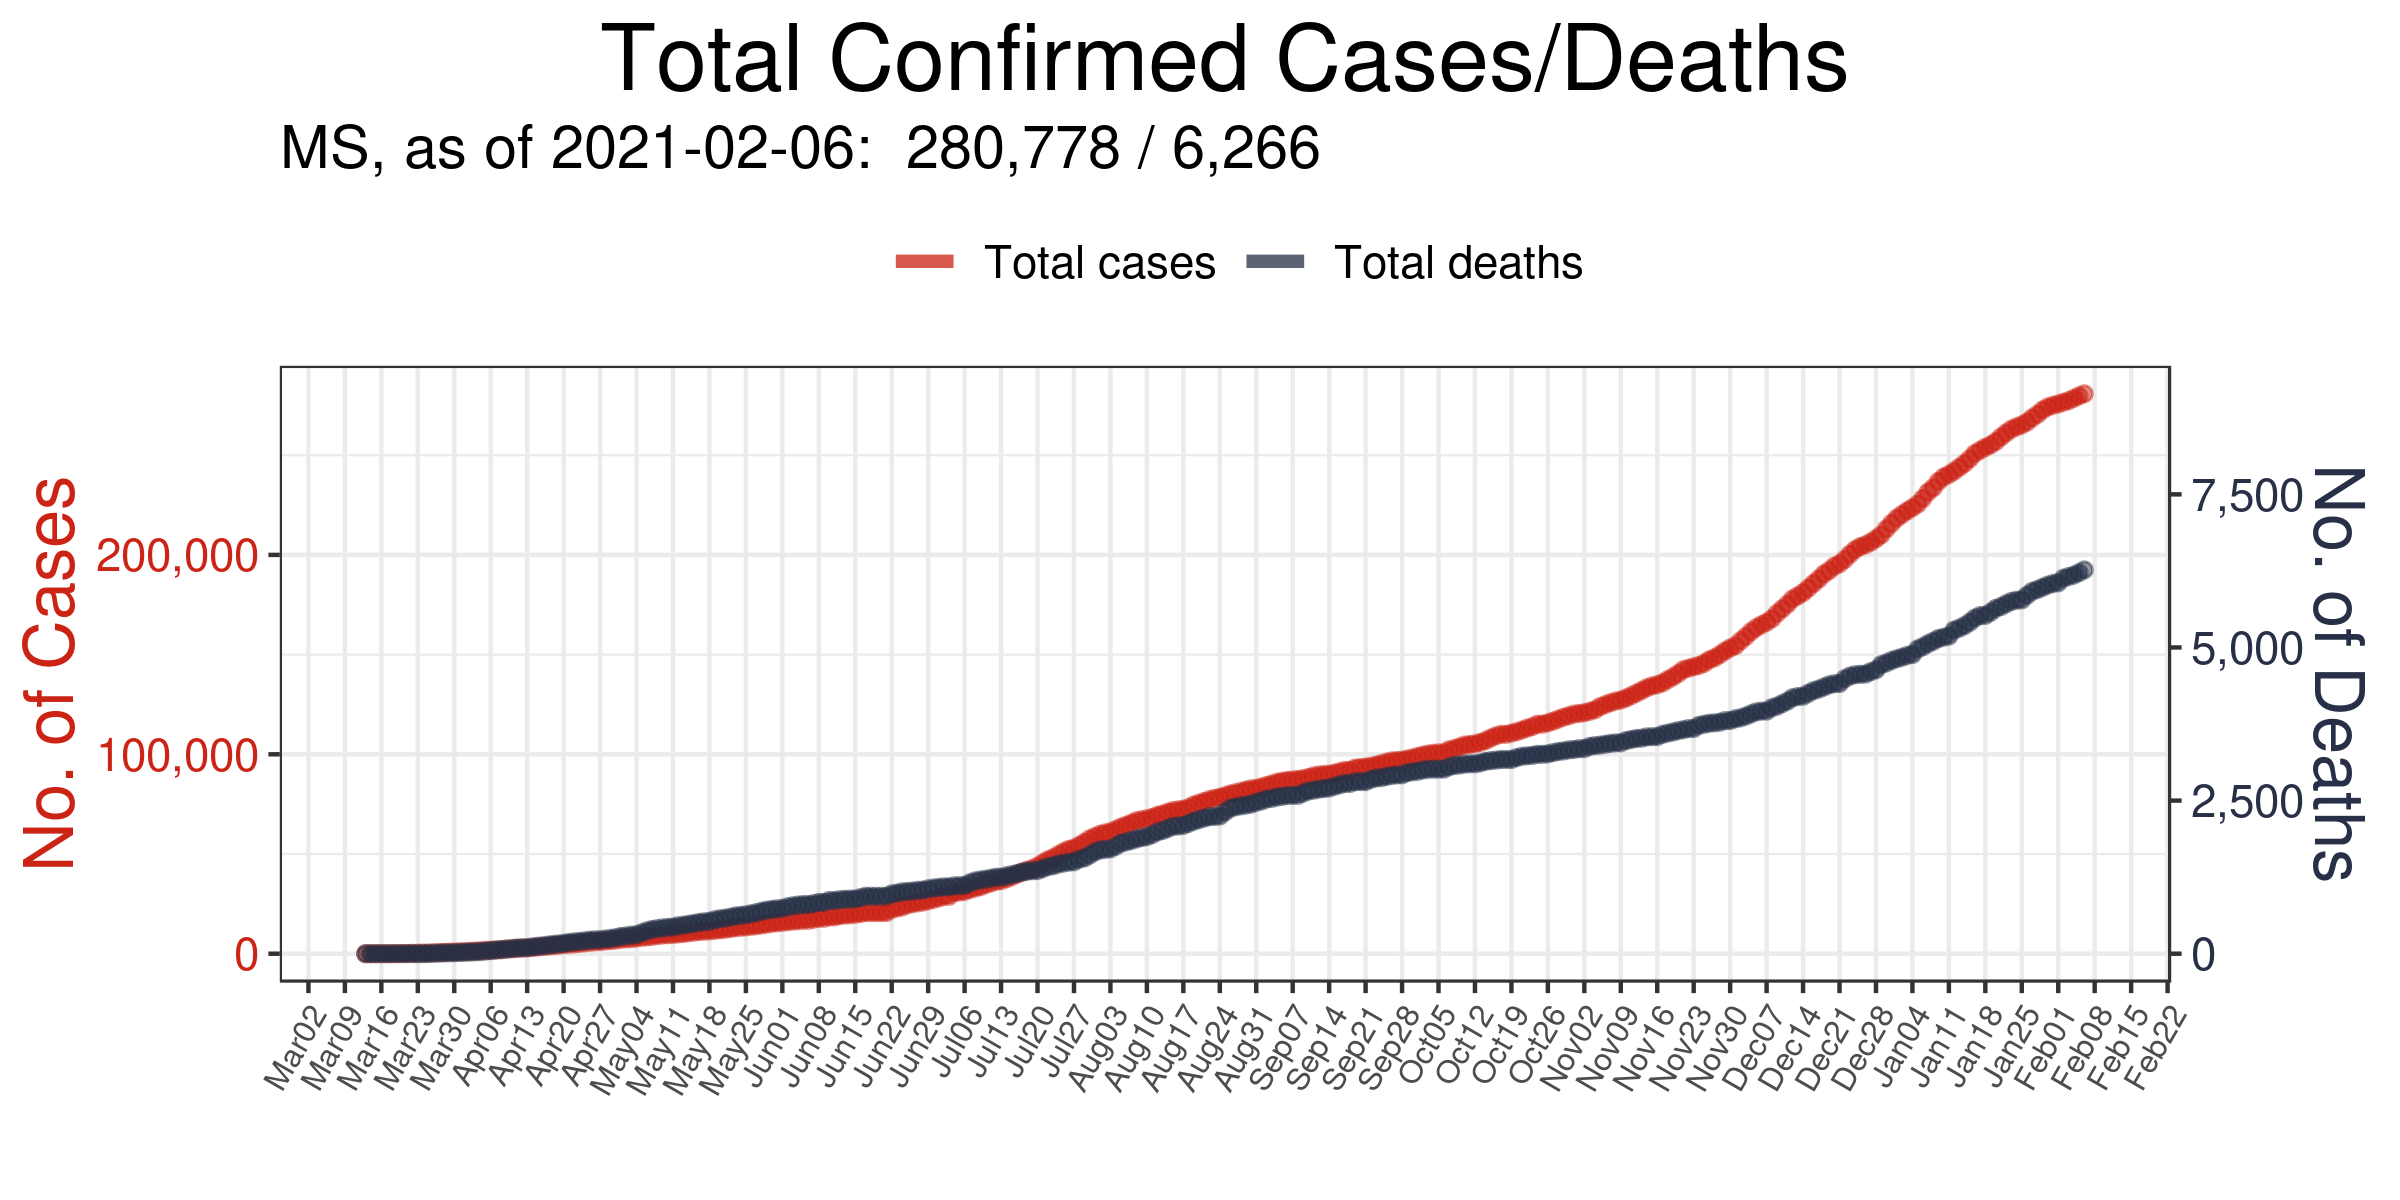 Total Confirmed Cases/Deaths
MS, as of 2021-02-06: 280,778 / 6,266
Total cases
Total deaths
No. of Cases
200,000
100,000
0
7,500
5,000
2,500
0
No. of Deaths
Mar02
Mar09
Mar16
Mar23
Mar30
Apr06
Apr13
Apr20
Apr27
May04
May11
May18
May25
Jun01
Jun08
Jun15
Jun22
Jun29
Jul06
Jul13
Jul20
Jul27
Aug03
Aug10
Aug17
Aug24
Aug31
Sep07
Sep14
Sep21
Sep28
Oct05
Oct12
Oct19
Oct26
Nov02
Nov09
Nov16
Nov23
Nov30
Dec07
Dec14
Dec21
Dec28
Jan04
Jan11
Jan18
Jan25
Feb01
Feb08
Feb15
Feb22